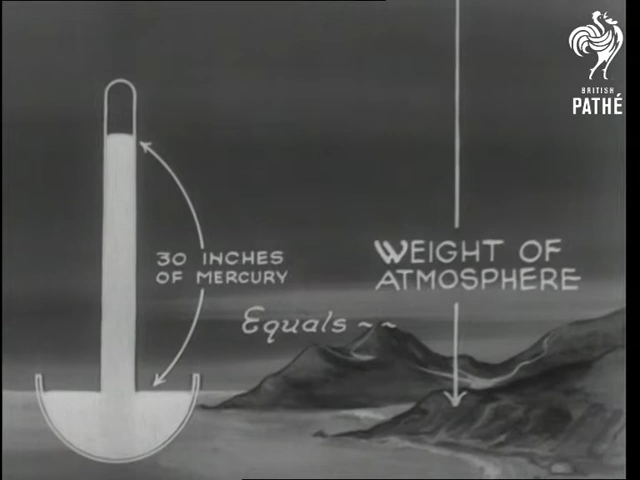 BRITISH
PATHÉ
30 INCHES
OF MERCURY
Equals ~ ~
WEIGHT OF
ATMOSPHERE